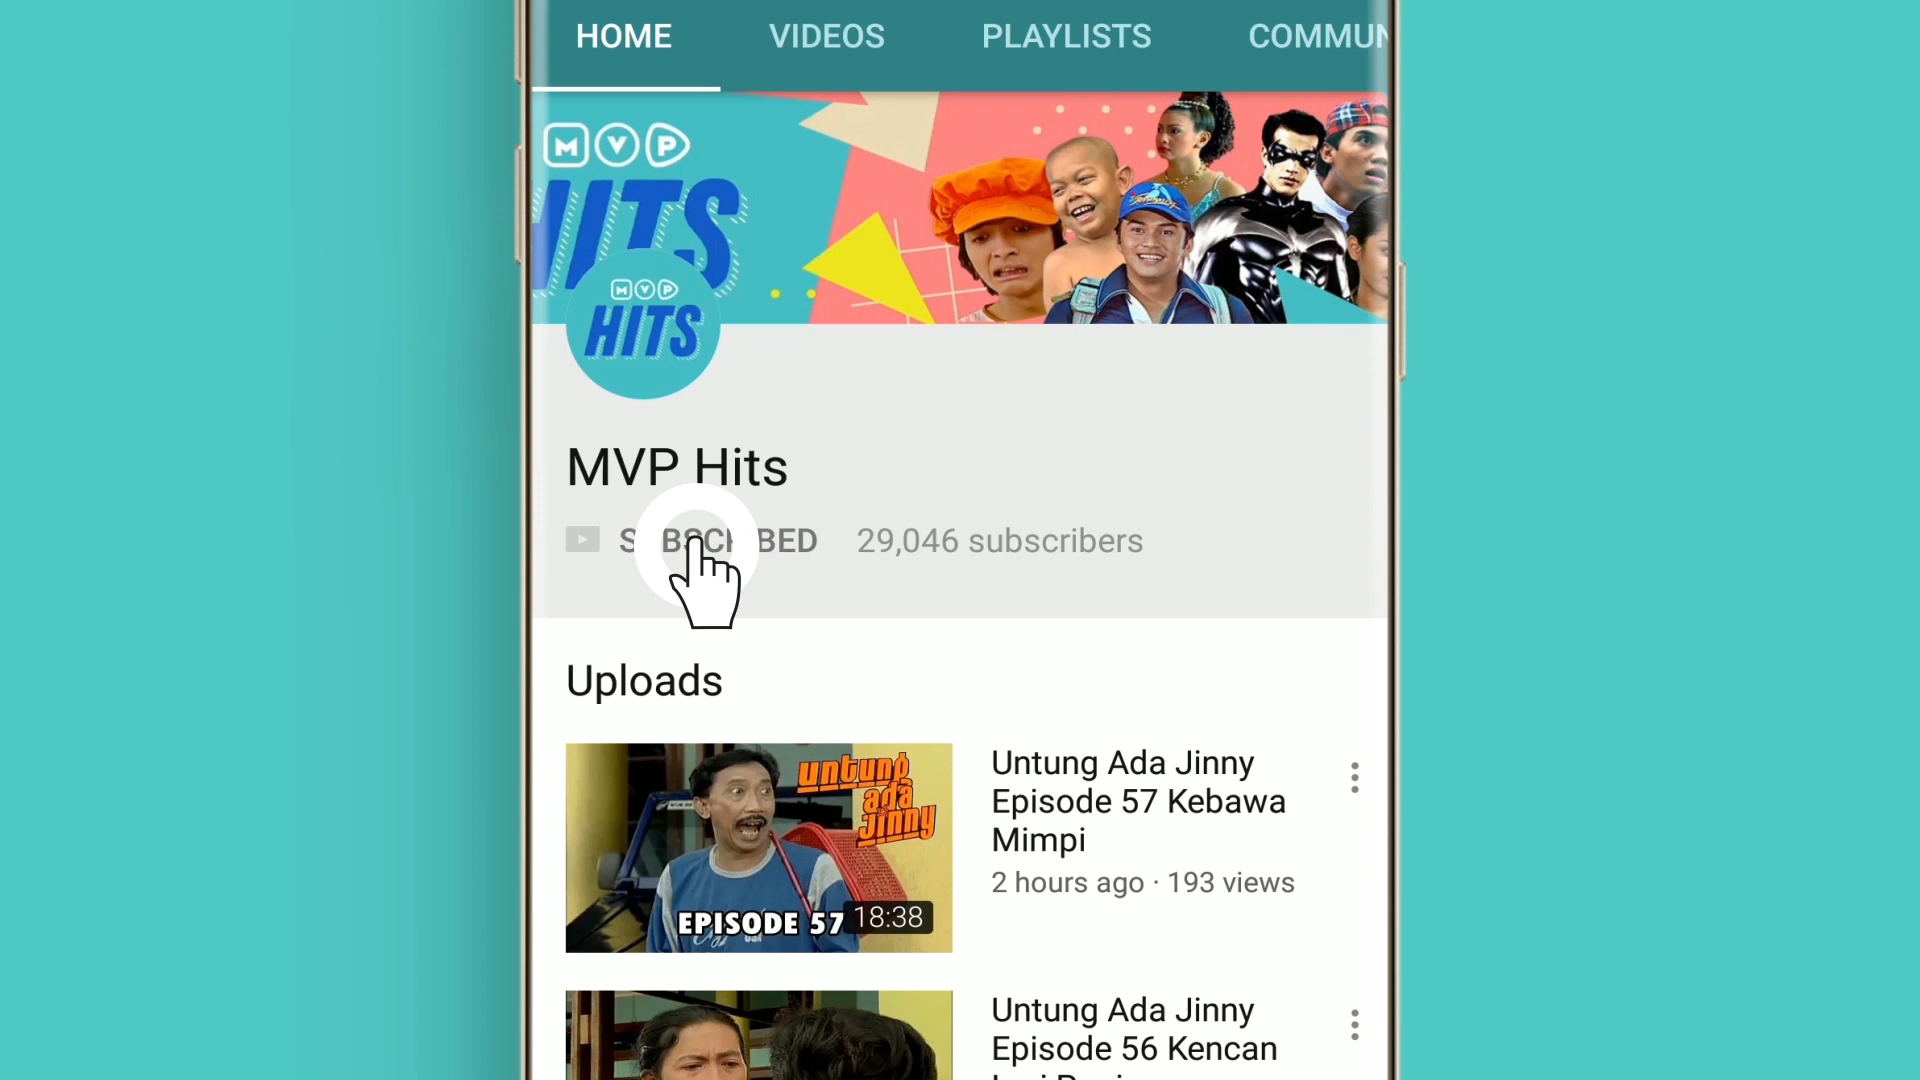 HOME VIDEOS PLAYLISTS COMMUN
MVP
HITS
MVP
HITS
MVP Hits
SUBSCRIBED 29,046 subscribers
Uploads
untung
ada
jinny
EPISODE 57
18:38
Untung Ada Jinny
Episode 57 Kebawa
Mimpi
2 hours ago · 193 views
Untung Ada Jinny
Episode 56 Kencan